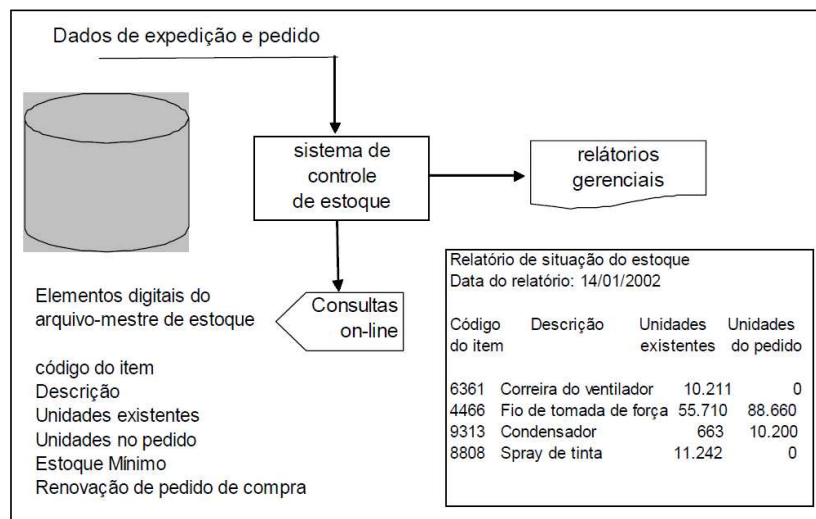 Dados de expedição e pedido
sistema de
controle
de estoque
relátorios
gerenciais
Consultas
on-line
Elementos digitais do
arquivo-mestre de estoque
código do item
Descrição
Unidades existentes
Unidades no pedido
Estoque Mínimo
Renovação de pedido de compra
Relatório de situação do estoque
Data do relatório: 14/01/2002
Código Descrição Unidades Unidades
do item existentes do pedido
6361 Correira do ventilador 10.211 0
4466 Fio de tomada de força 55.710 88.660
9313 Condensador 663 10.200
8808 Spray de tinta 11.242 0